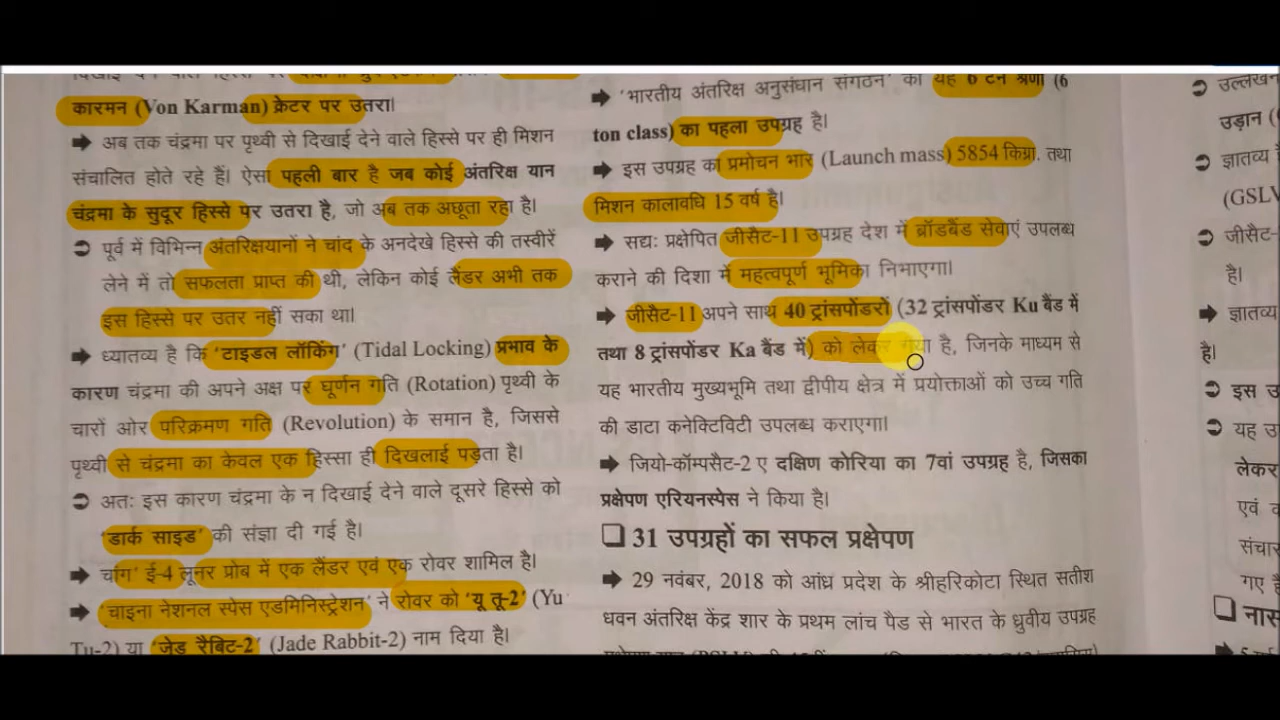 कारमन (Von Karman) क्रेटर पर उतरा।
➡ अब तक चंद्रमा पर पृथ्वी से दिखाई देने वाले हिस्से पर ही मिशन
संचालित होते रहे हैं। ऐसा पहली बार है जब कोई अंतरिक्ष यान
चंद्रमा के सुदूर हिस्से पर उतरा है, जो अब तक अछूता रहा है।
➲ पूर्व में विभिन्न अंतरिक्षयानों ने चांद के अनदेखे हिस्से की तस्वीरें
लेने में तो सफलता प्राप्त की थी, लेकिन कोई लैंडर अभी तक
इस हिस्से पर उतर नहीं सका था।
➡ ध्यातव्य है कि 'टाइडल लॉकिंग' (Tidal Locking) प्रभाव के
कारण चंद्रमा की अपने अक्ष पर घूर्णन गति (Rotation) पृथ्वी के
चारों ओर परिक्रमण गति (Revolution) के समान है, जिससे
पृथ्वी से चंद्रमा का केवल एक हिस्सा ही दिखलाई पड़ता है।
➲ अतः इस कारण चंद्रमा के न दिखाई देने वाले दूसरे हिस्से को
'डार्क साइड' की संज्ञा दी गई है।
➡ चांग' ई-4 लूनर प्रोब में एक लैंडर एवं एक रोवर शामिल है।
➡ 'चाइना नेशनल स्पेस एडमिनिस्ट्रेशन' ने रोवर को 'यू तू-2' (Yu
Tu-2) या 'जेड रैबिट-2' (Jade Rabbit-2) नाम दिया है।
➡ 'भारतीय अंतरिक्ष अनुसंधान संगठन' का यह 6 टन श्रेणी (6
ton class) का पहला उपग्रह है।
➡ इस उपग्रह का प्रमोचन भार (Launch mass) 5854 किग्रा. तथा
मिशन कालावधि 15 वर्ष है।
➡ सद्यः प्रक्षेपित जीसैट-11 उपग्रह देश में ब्रॉडबैंड सेवाएं उपलब्ध
कराने की दिशा में महत्वपूर्ण भूमिका निभाएगा।
➡ जीसैट-11 अपने साथ 40 ट्रांसपोंडरों (32 ट्रांसपोंडर Ku बैंड में
तथा 8 ट्रांसपोंडर Ka बैंड में) को लेकर गया है, जिनके माध्यम से
यह भारतीय मुख्यभूमि तथा द्वीपीय क्षेत्र में प्रयोक्ताओं को उच्च गति
की डाटा कनेक्टिविटी उपलब्ध कराएगा।
➡ जियो-कॉम्पसैट-2 ए दक्षिण कोरिया का 7वां उपग्रह है, जिसका
प्रक्षेपण एरियनस्पेस ने किया है।
❑ 31 उपग्रहों का सफल प्रक्षेपण
➡ 29 नवंबर, 2018 को आंध्र प्रदेश के श्रीहरिकोटा स्थित सतीश
धवन अंतरिक्ष केंद्र शार के प्रथम लांच पैड से भारत के ध्रुवीय उपग्रह
➲ उल्लेखन
उड़ान (
➲ ज्ञातव्य
(GSLV
➲ जीसैट-
है।
➡ ज्ञातव्य
है।
➲ इस उ
➲ यह उ
लेकर
एवं
संचार
गए
❑ नास